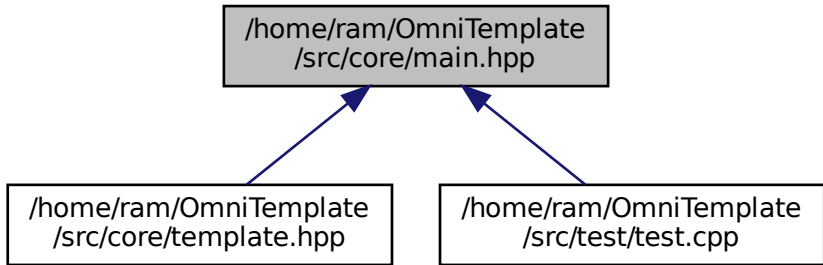 /home/ram/OmniTemplate
/src/core/main.hpp
/home/ram/OmniTemplate
/src/core/template.hpp
/home/ram/OmniTemplate
/src/test/test.cpp